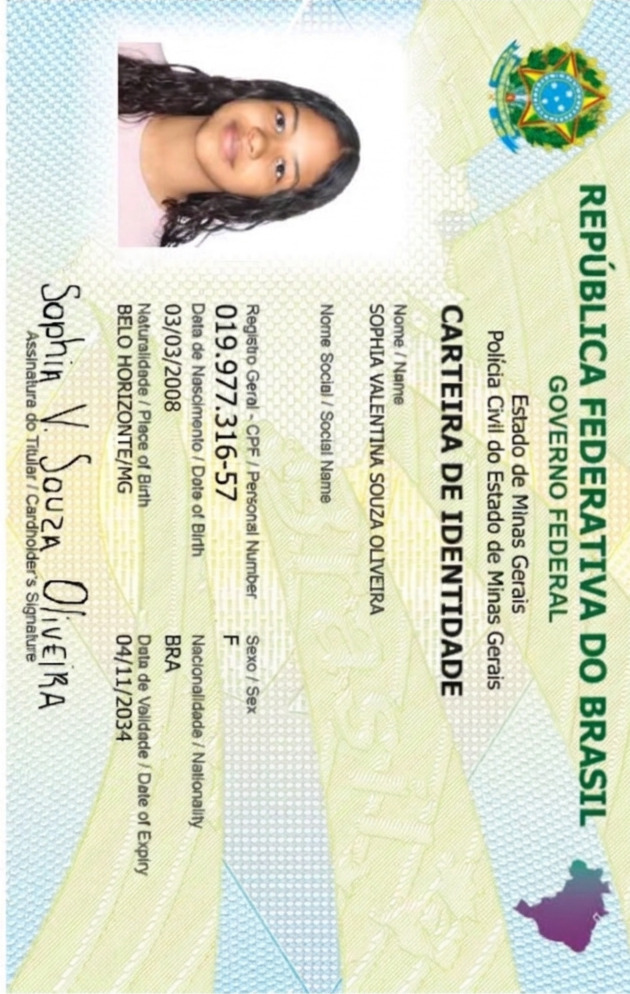 REPÚBLICA FEDERATIVA DO BRASIL
GOVERNO FEDERAL
Estado de Minas Gerais
Polícia Civil do Estado de Minas Gerais
CARTEIRA DE IDENTIDADE
Nome / Name
SOPHIA VALENTINA SOUZA OLIVEIRA
Nome Social / Social Name
Registro Geral - CPF / Personal Number Sexo / Sex
019.977.316-57 F
Data de Nascimento / Date of Birth Nacionalidade / Nationality
03/03/2008 BRA
Naturalidade / Place of Birth Data de Validade / Date of Expiry
BELO HORIZONTE/MG 04/11/2034
Sophia V. Souza OLIVEIRA
Assinatura do Titular / Cardholder's Signature
Brasil